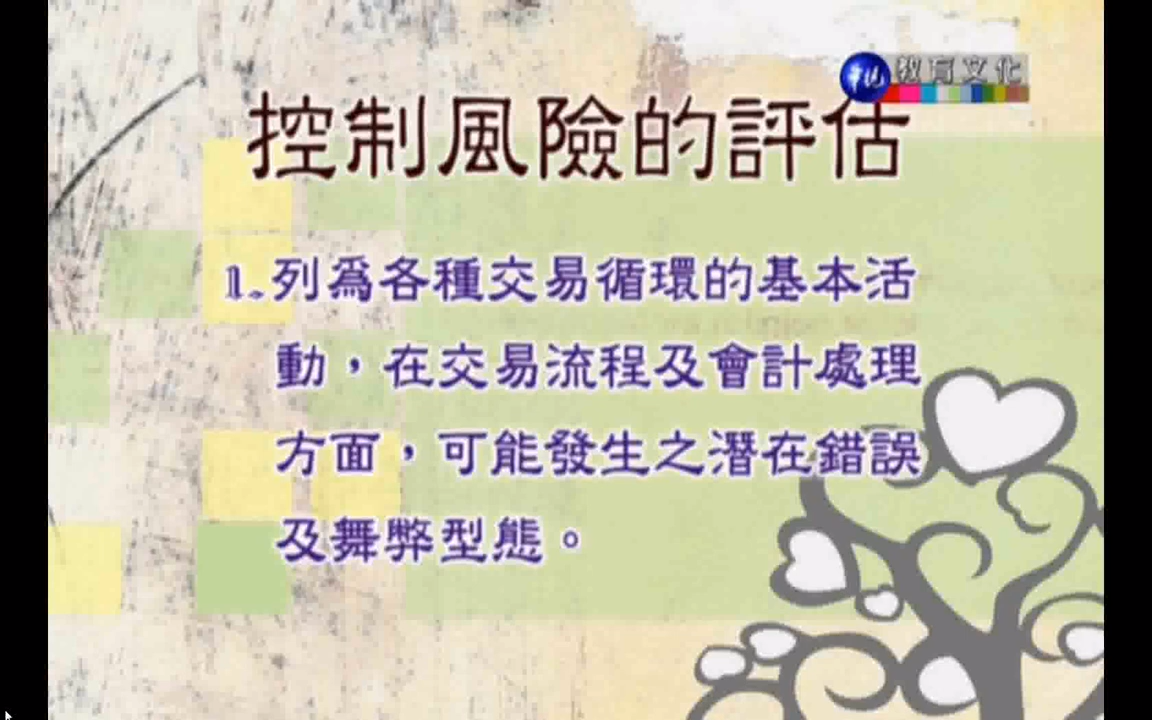 教育文化
控制風險的評估
1.列為各種交易循環的基本活
動，在交易流程及會計處理
方面，可能發生之潛在錯誤
及舞弊型態。